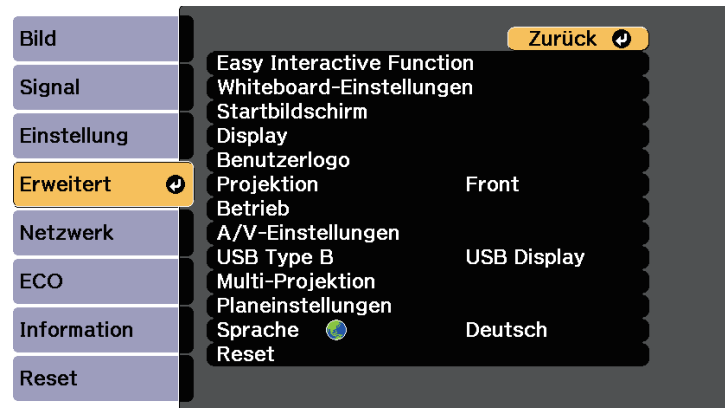 Bild
Signal
Einstellung
Erweitert
Netzwerk
ECO
Information
Reset
Zurück
Easy Interactive Function
Whiteboard-Einstellungen
Startbildschirm
Display
Benutzerlogo
Projektion Front
Betrieb
A/V-Einstellungen
USB Type B USB Display
Multi-Projektion
Planeinstellungen
Sprache Deutsch
Reset